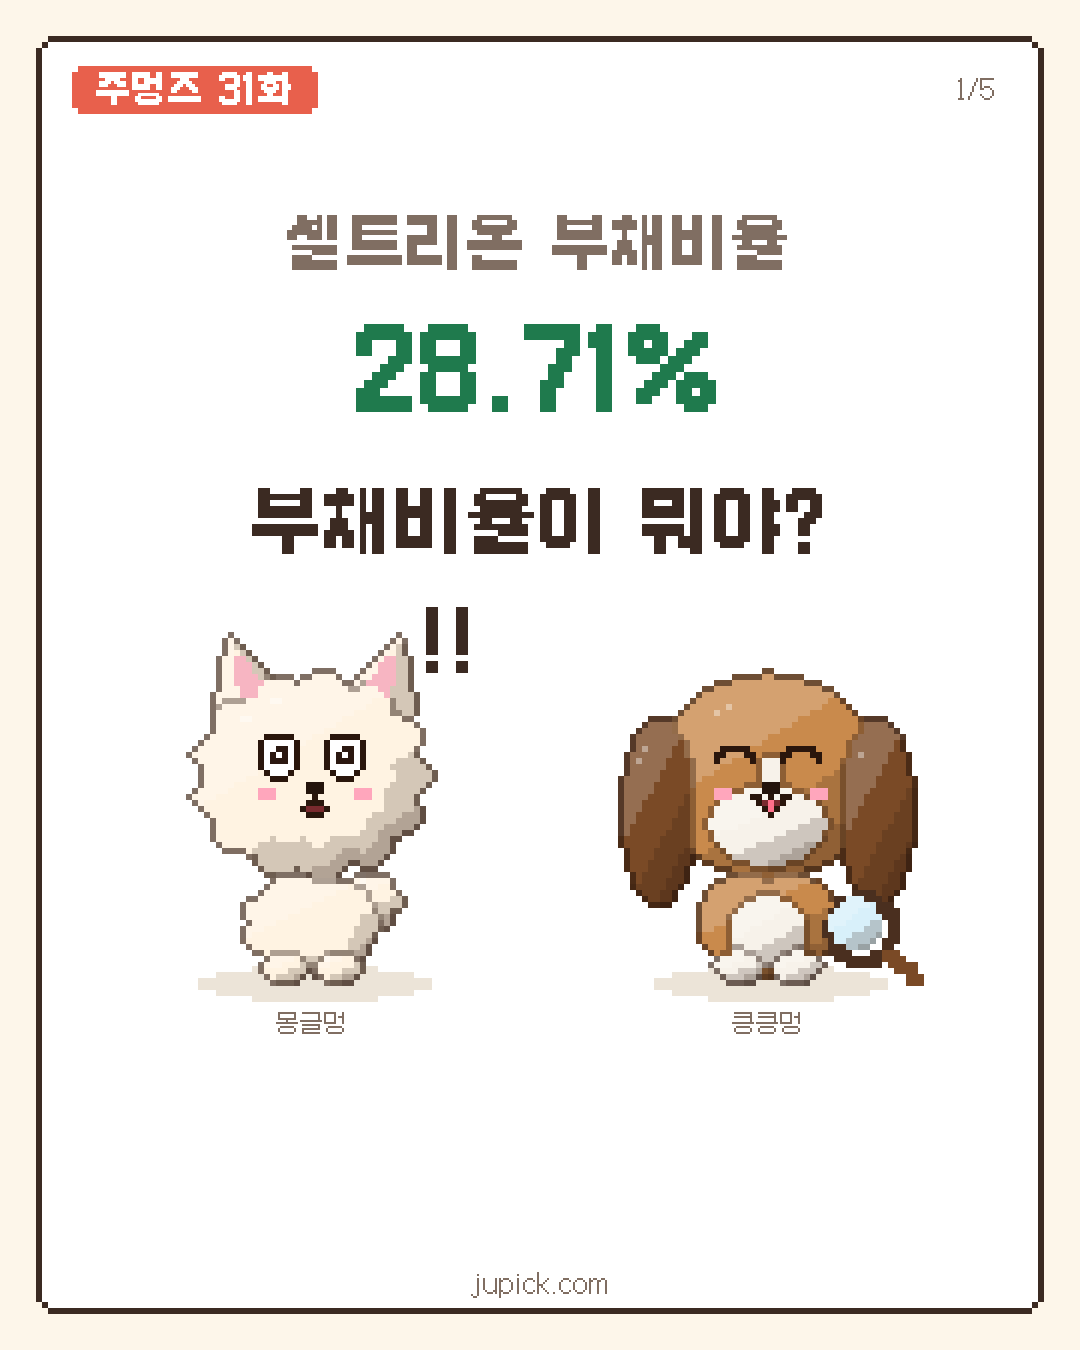 주멍즈 31화
1/5
셀트리온 부채비율
28.71%
부채비율이 뭐야?
!!
몽글멍
킁킁멍
jupick.com